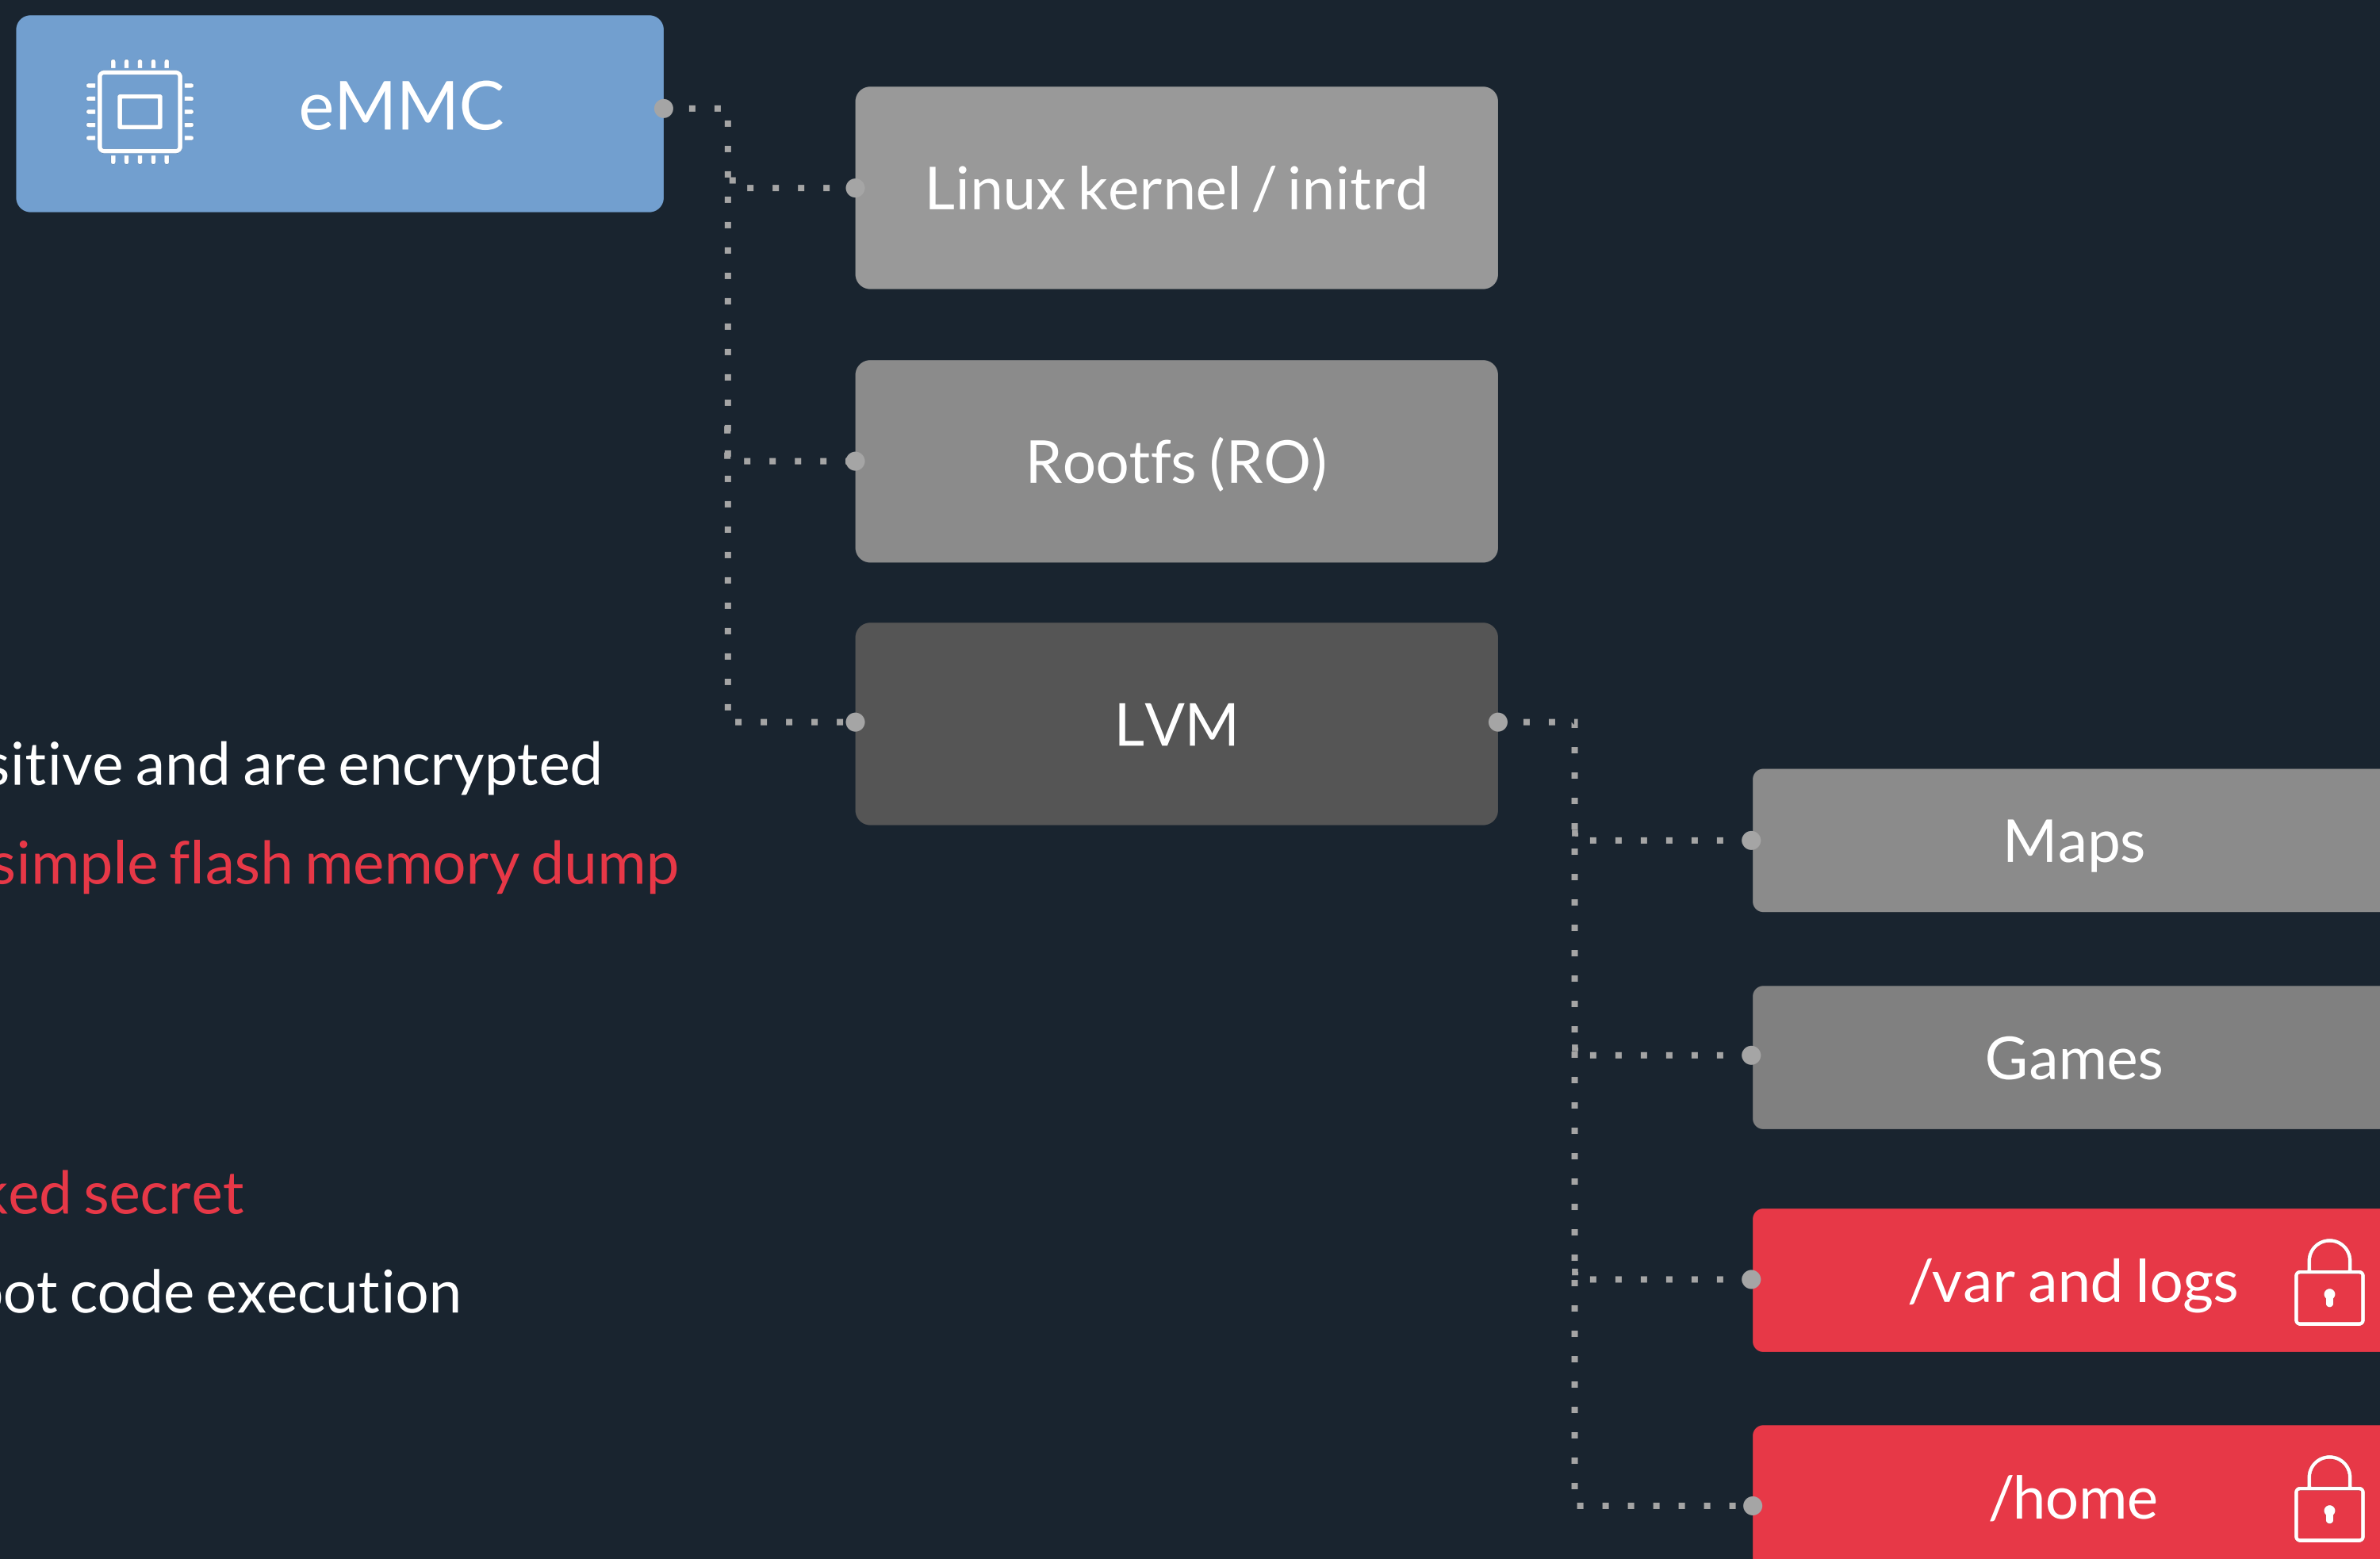 eMMC
Linux kernel / initrd
Rootfs (RO)
LVM
sitive and are encrypted
simple flash memory dump
Maps
Games
ked secret
/var and logs
ot code execution
/home